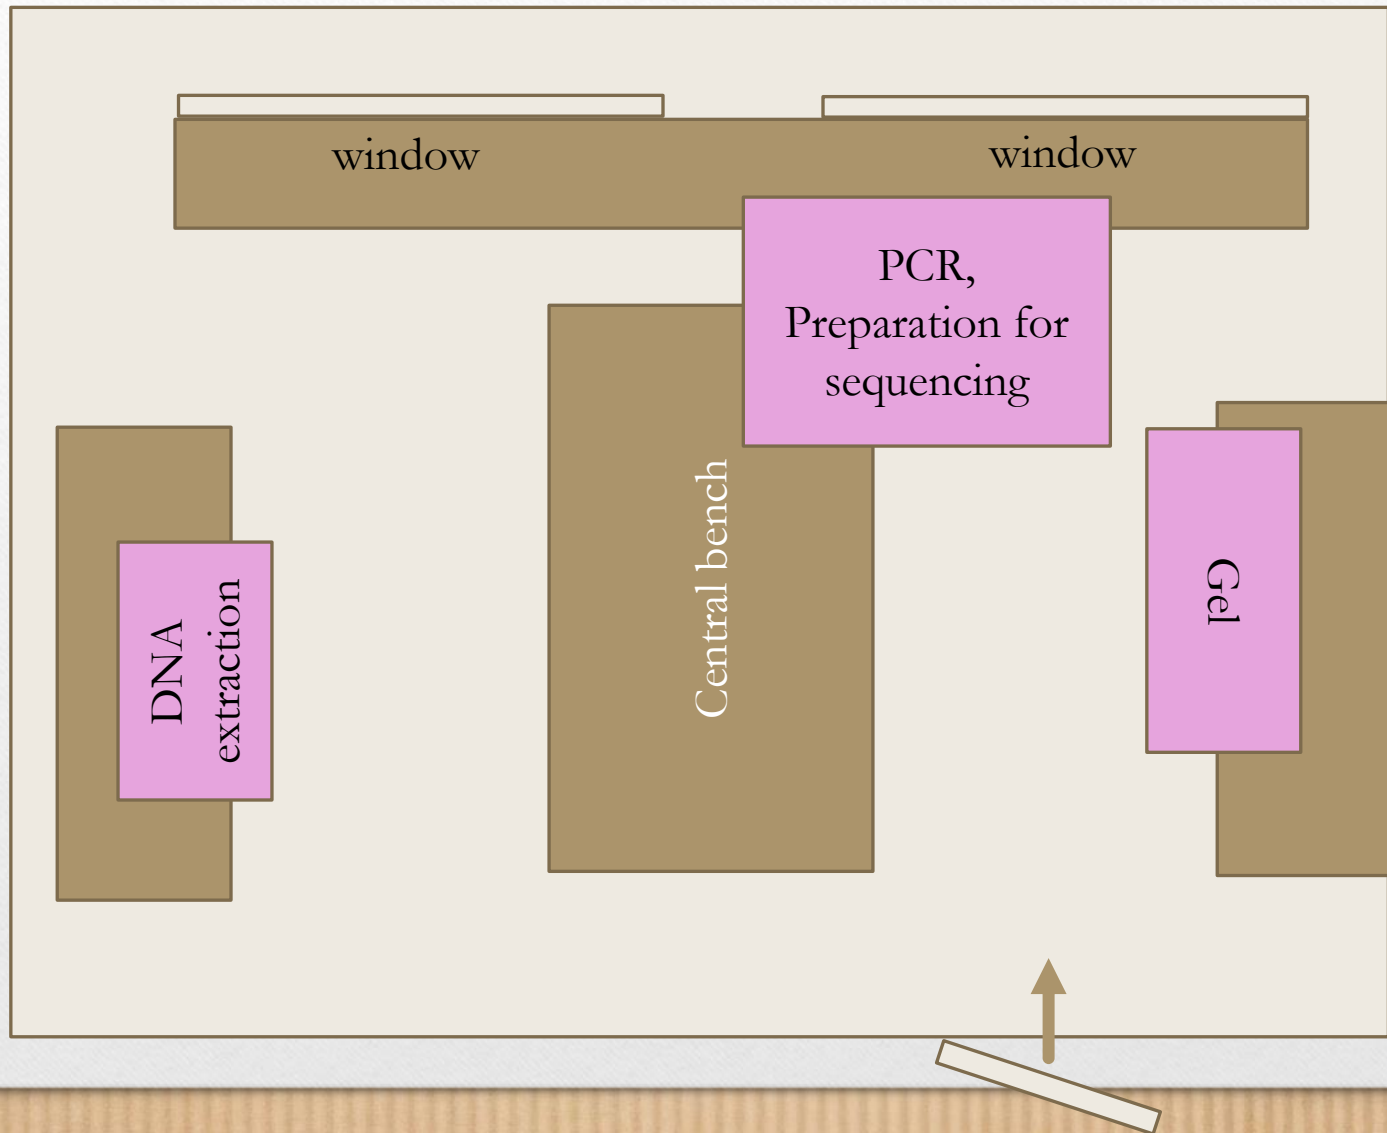 window
window
PCR,
Preparation for
sequencing
Central bench
DNA
extraction
Gel